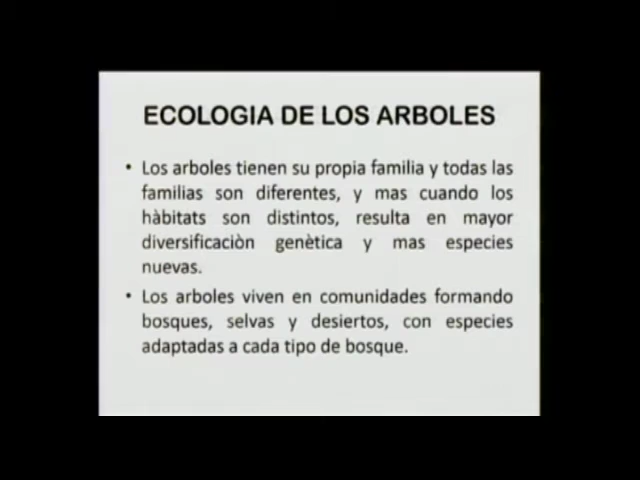 ECOLOGIA DE LOS ARBOLES
• Los arboles tienen su propia familia y todas las
familias son diferentes, y mas cuando los
hàbitats son distintos, resulta en mayor
diversificaciòn genètica y mas especies
nuevas.
• Los arboles viven en comunidades formando
bosques, selvas y desiertos, con especies
adaptadas a cada tipo de bosque.